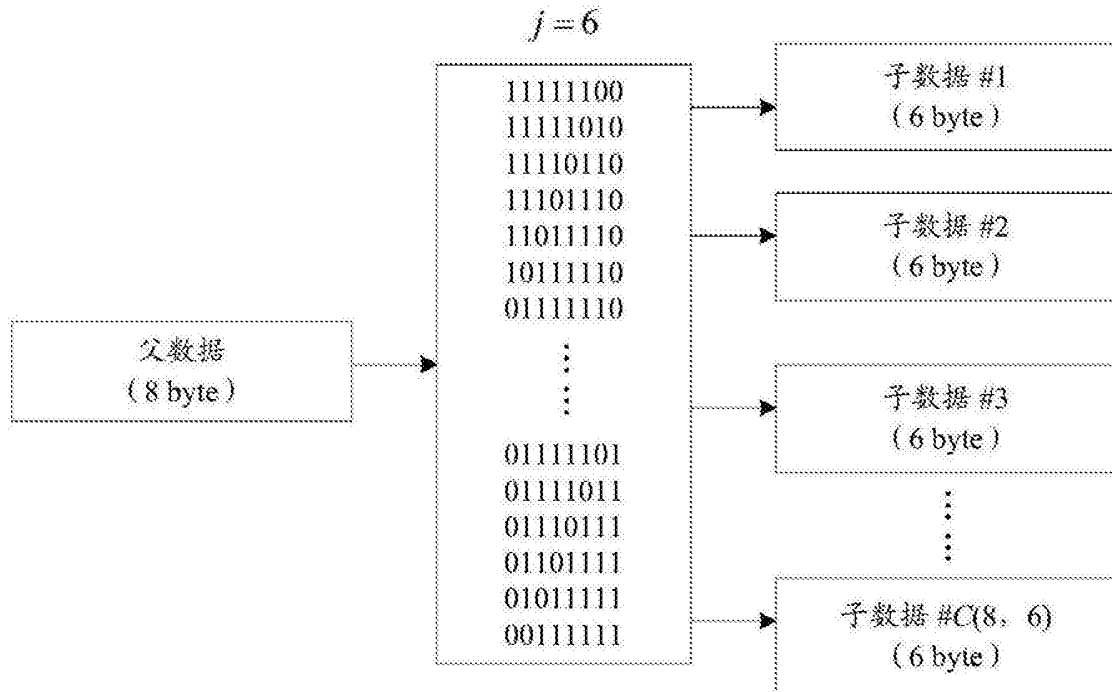 j = 6
父数据
（8 byte）
11111100
11111010
11110110
11101110
11011110
10111110
01111110
01111101
01111011
01110111
01101111
01011111
00111111
子数据 #1
（6 byte）
子数据 #2
（6 byte）
子数据 #3
（6 byte）
子数据 #C(8，6)
（6 byte）